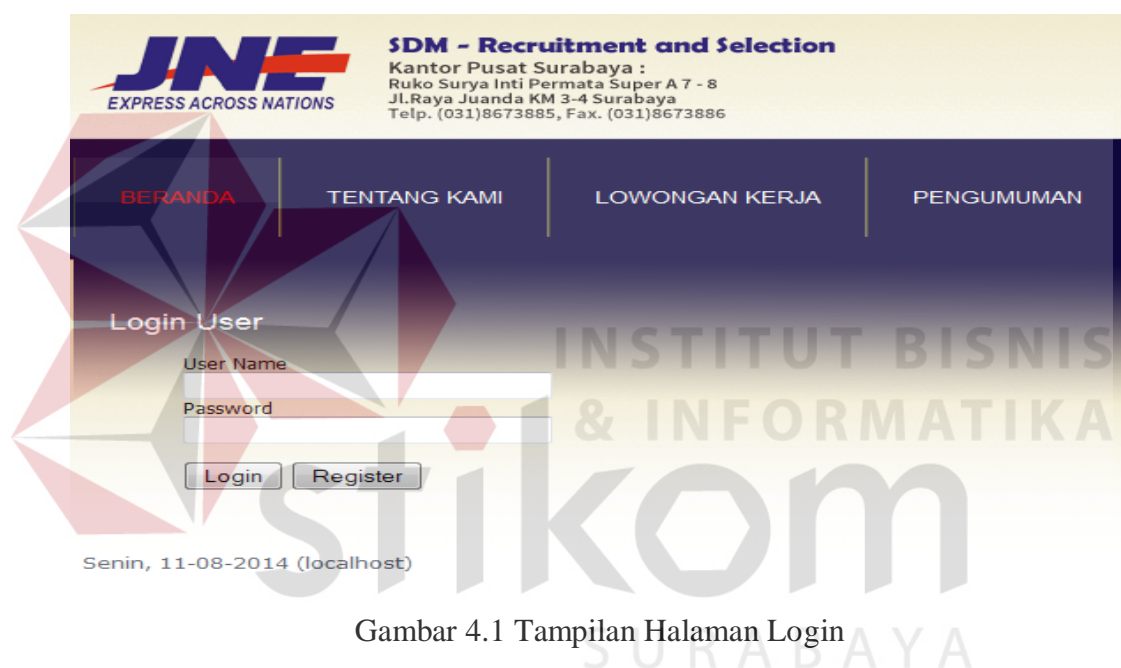 JNE
EXPRESS ACROSS NATIONS
SDM - Recruitment and Selection
Kantor Pusat Surabaya :
Ruko Surya Inti Permata Super A 7 - 8
Jl.Raya Juanda KM 3-4 Surabaya
Telp. (031)8673885, Fax. (031)8673886
BERANDA
TENTANG KAMI
LOWONGAN KERJA
PENGUMUMAN
Login User
User Name
Password
Login
Register
Senin, 11-08-2014 (localhost)
INSTITUT BISNIS
& INFORMATIKA
stikom
SURABAYA
Gambar 4.1 Tampilan Halaman Login